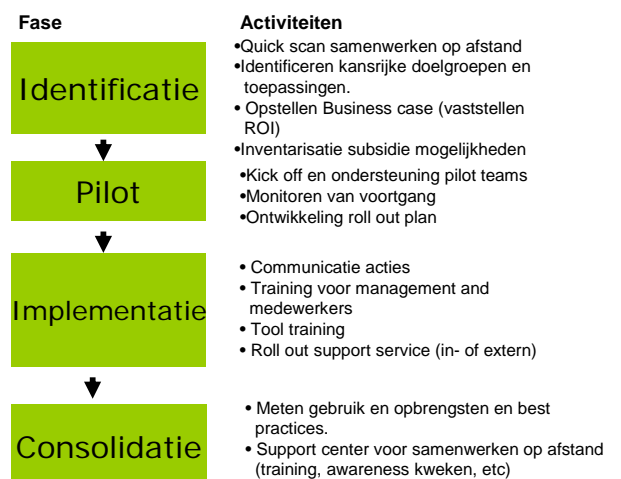 Fase
Activiteiten
Identificatie
•Quick scan samenwerken op afstand
•Identificeren kansrijke doelgroepen en
toepassingen.
• Opstellen Business case (vaststellen
ROI)
•Inventarisatie subsidie mogelijkheden
Pilot
•Kick off en ondersteuning pilot teams
•Monitoren van voortgang
•Ontwikkeling roll out plan
Implementatie
• Communicatie acties
• Training voor management and
medewerkers
• Tool training
• Roll out support service (in- of extern)
Consolidatie
• Meten gebruik en opbrengsten en best
practices.
• Support center voor samenwerken op afstand
(training, awareness kweken, etc)